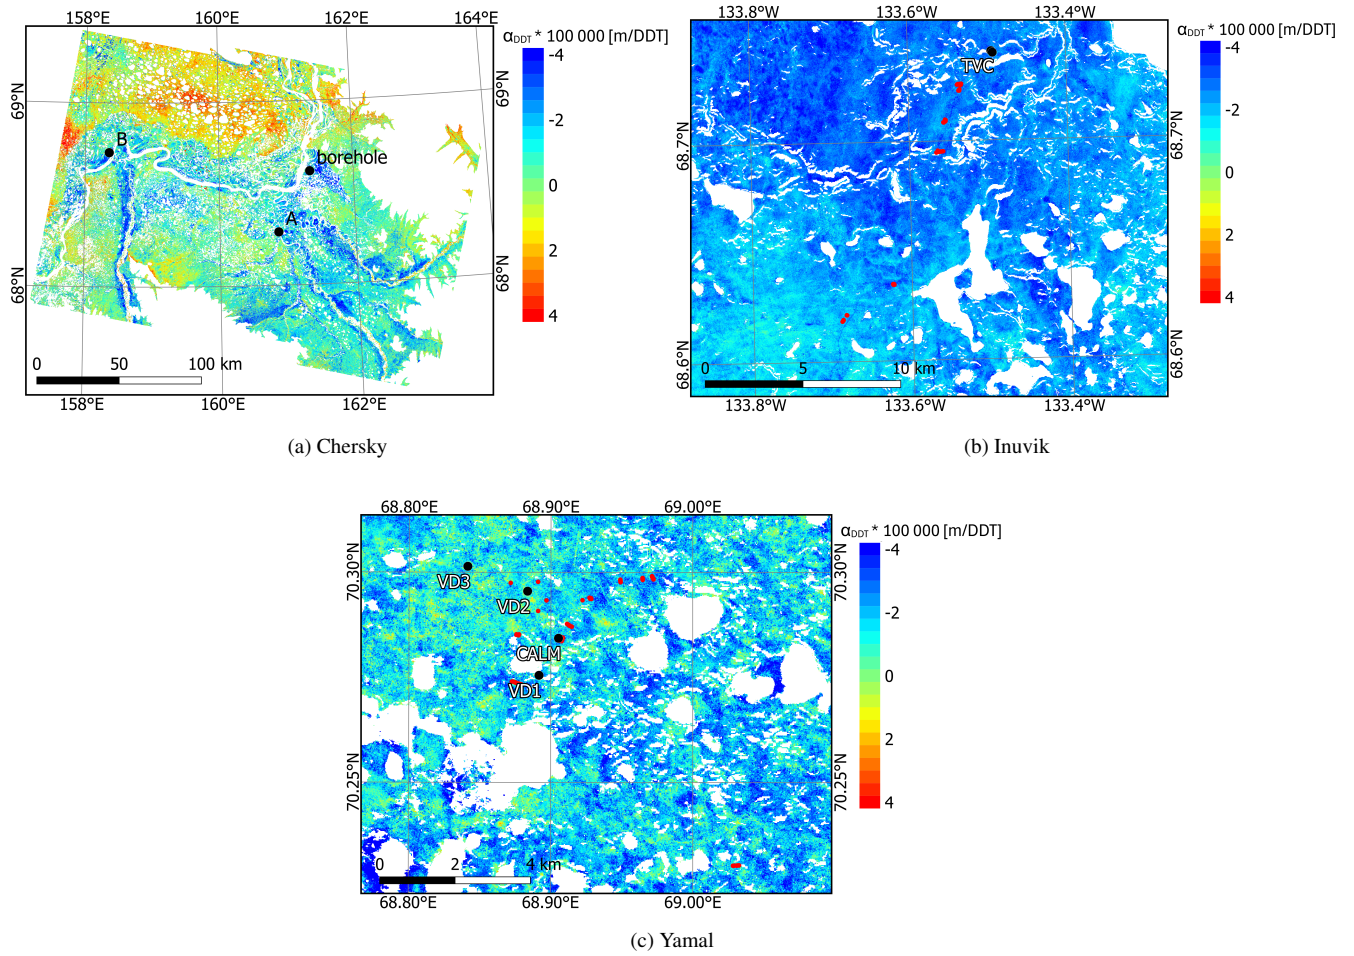 158°E 160°E 162°E 164°E
α_DDT * 100 000 [m/DDT]
-4
-2
0
2
4
69°N
69°N
68°N
68°N
B
borehole
A
0 50 100 km
158°E 160°E 162°E
(a) Chersky
133.8°W 133.6°W 133.4°W
α_DDT * 100 000 [m/DDT]
-4
-2
0
2
4
TVC
68.7°N
68.7°N
68.6°N
68.6°N
0 5 10 km
133.8°W 133.6°W 133.4°W
(b) Inuvik
68.80°E 68.90°E 69.00°E
α_DDT * 100 000 [m/DDT]
-4
-2
0
2
4
70.30°N
70.30°N
VD3
VD2
CALM
VD1
70.25°N
70.25°N
0 2 4 km
68.80°E 68.90°E 69.00°E
(c) Yamal